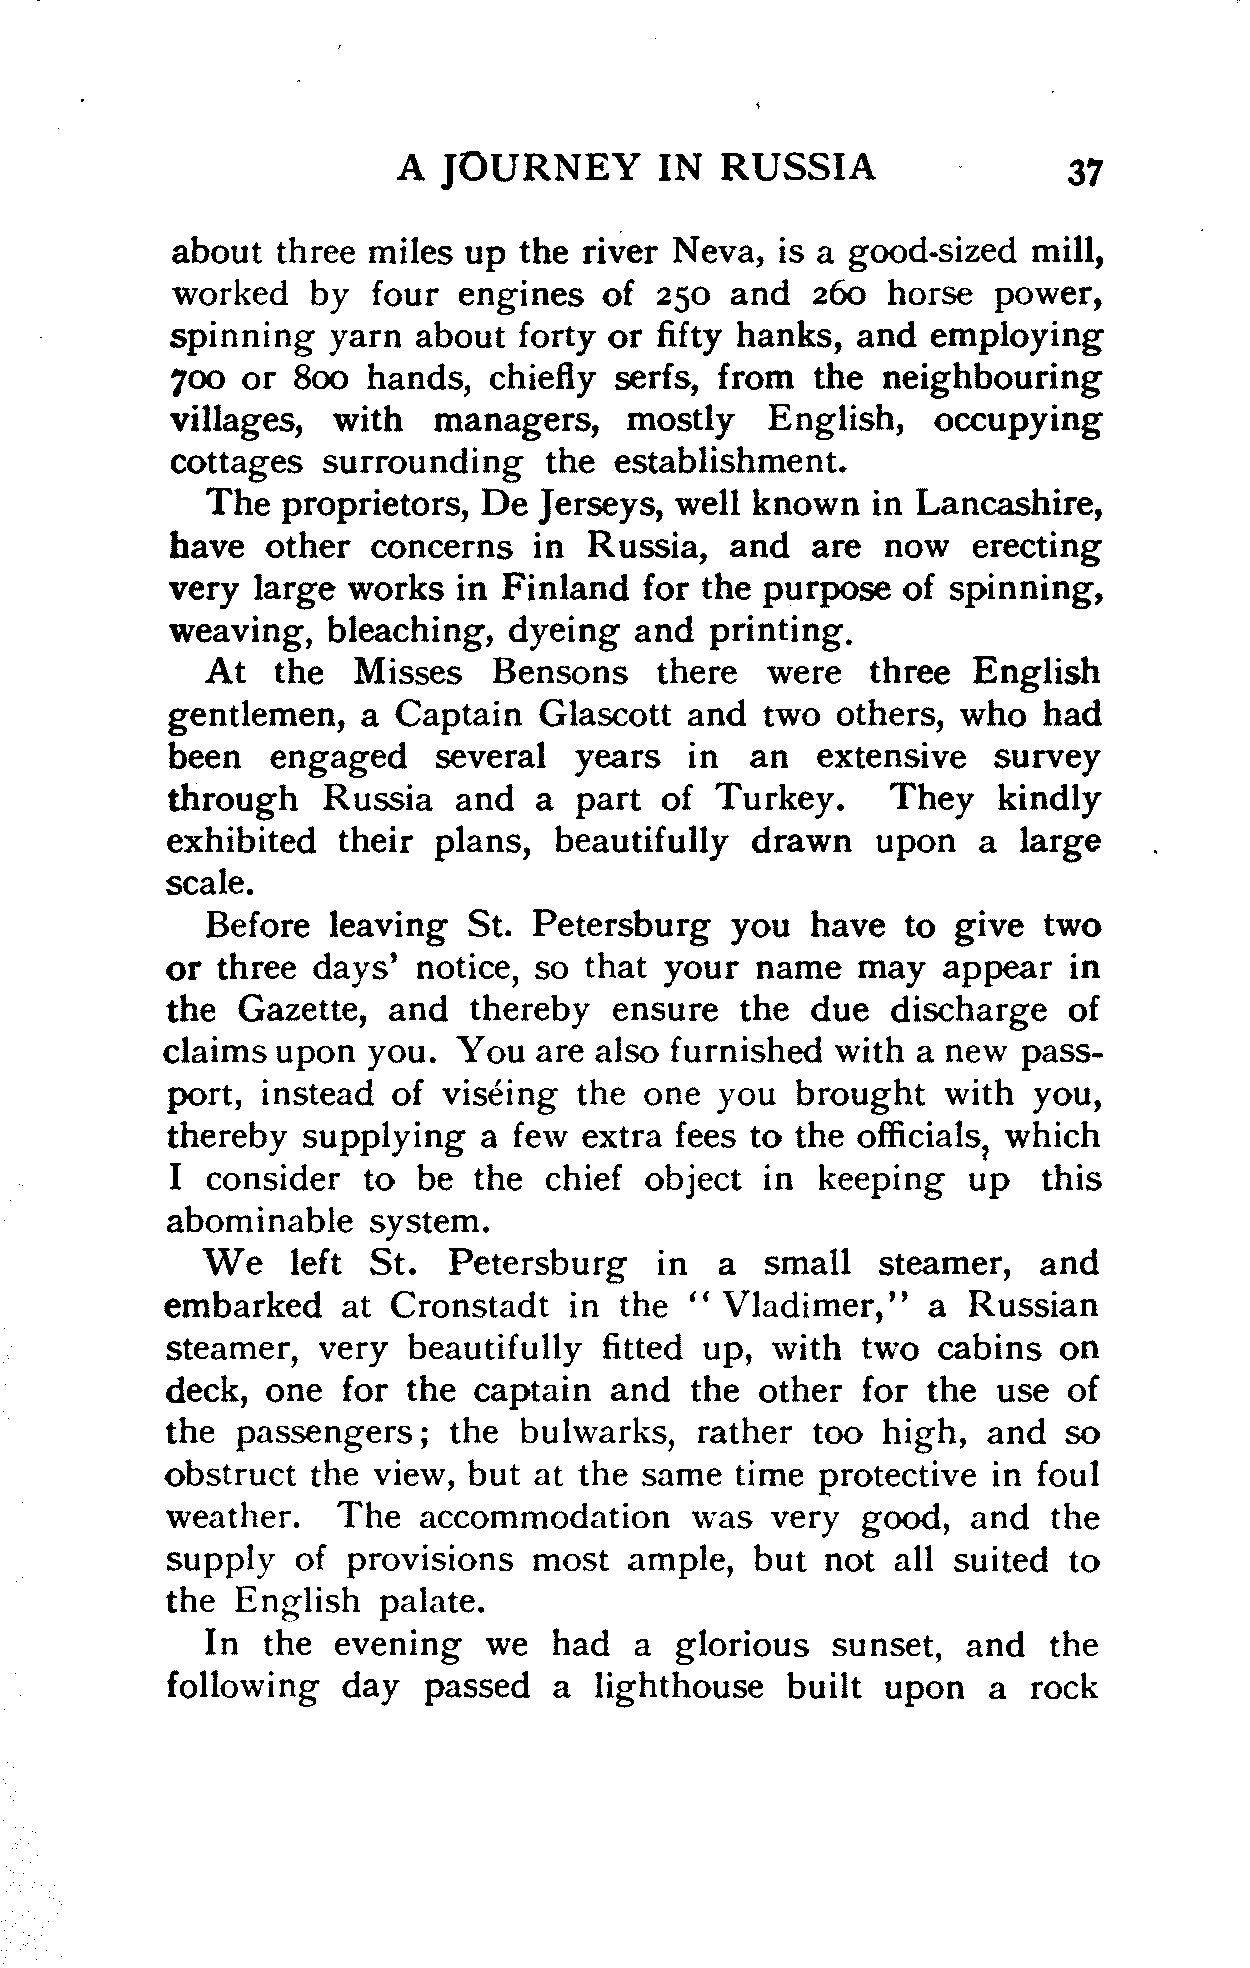 A JOURNEY IN RUSSIA 37
about three miles up the river Neva, is a good-sized mill,
worked by four engines of 250 and 260 horse power,
spinning yarn about forty or fifty hanks, and employing
700 or 800 hands, chiefly serfs, from the neighbouring
villages, with managers, mostly English, occupying
cottages surrounding the establishment.
The proprietors, De Jerseys, well known in Lancashire,
have other concerns in Russia, and are now erecting
very large works in Finland for the purpose of spinning,
weaving, bleaching, dyeing and printing.
At the Misses Bensons there were three English
gentlemen, a Captain Glascott and two others, who had
been engaged several years in an extensive survey
through Russia and a part of Turkey. They kindly
exhibited their plans, beautifully drawn upon a large
scale.
Before leaving St. Petersburg you have to give two
or three days' notice, so that your name may appear in
the Gazette, and thereby ensure the due discharge of
claims upon you. You are also furnished with a new pass-
port, instead of viséing the one you brought with you,
thereby supplying a few extra fees to the officials, which
I consider to be the chief object in keeping up this
abominable system.
We left St. Petersburg in a small steamer, and
embarked at Cronstadt in the " Vladimer," a Russian
steamer, very beautifully fitted up, with two cabins on
deck, one for the captain and the other for the use of
the passengers; the bulwarks, rather too high, and so
obstruct the view, but at the same time protective in foul
weather. The accommodation was very good, and the
supply of provisions most ample, but not all suited to
the English palate.
In the evening we had a glorious sunset, and the
following day passed a lighthouse built upon a rock